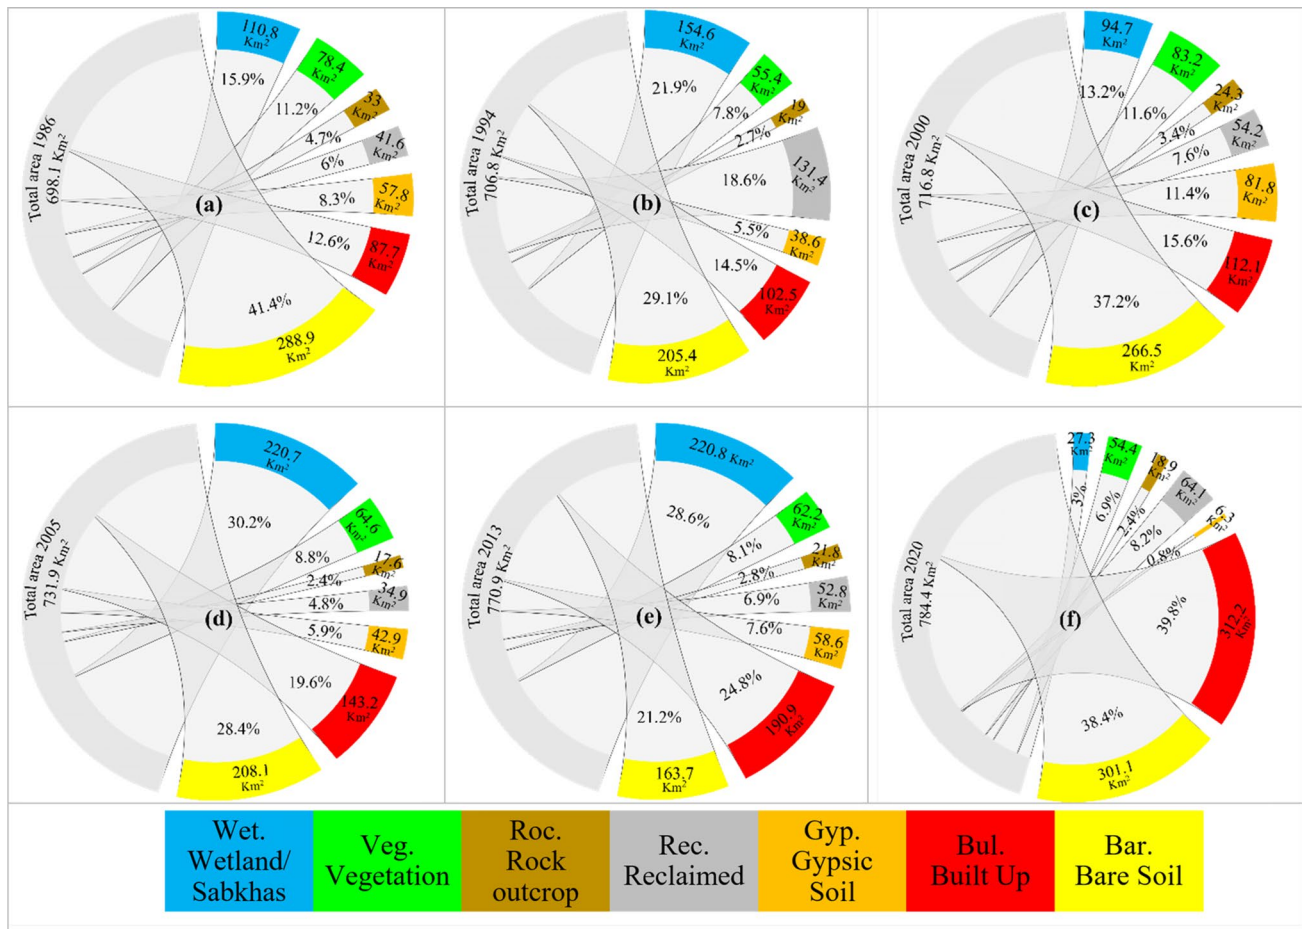 Total area 1986
698.1 Km²
110.8
Km²
15.9%
78.4
Km²
11.2%
33
4.7%
41.6
Km²
6%
57.8
Km²
8.3%
87.7
Km²
12.6%
288.9
Km²
41.4%
(a)
Total area 1994
706.8 Km²
154.6
Km²
21.9%
55.4
Km²
7.8%
19
Km²
2.7%
131.4
Km²
18.6%
38.6
Km²
5.5%
102.5
Km²
14.5%
205.4
Km²
29.1%
(b)
Total area 2000
716.8 Km²
94.7
Km²
13.2%
83.2
Km²
11.6%
24.3
Km²
3.4%
54.2
Km²
7.6%
81.8
Km²
11.4%
112.1
Km²
15.6%
266.5
Km²
37.2%
(c)
Total area 2005
731.9 Km²
220.7
Km²
30.2%
64.6
Km²
8.8%
17.6
Km²
2.4%
34.9
Km²
4.8%
42.9
Km²
5.9%
143.2
Km²
19.6%
208.1
Km²
28.4%
(d)
Total area 2013
770.9 Km²
220.8 Km²
28.6%
62.2
Km²
8.1%
21.8
Km²
2.8%
52.8
Km²
6.9%
58.6
Km²
7.6%
190.9
Km²
24.8%
163.7
Km²
21.2%
(e)
Total area 2020
784.4 Km²
27.3
Km²
3%
54.4
Km²
6.9%
18.9
Km²
2.4%
64.1
Km²
8.2%
6.3
Km²
0.8%
312.2
Km²
39.8%
301.1
Km²
38.4%
(f)
Wet.
Wetland/
Sabkhas
Veg.
Vegetation
Roc.
Rock
outcrop
Rec.
Reclaimed
Gyp.
Gypsic
Soil
Bul.
Built Up
Bar.
Bare Soil